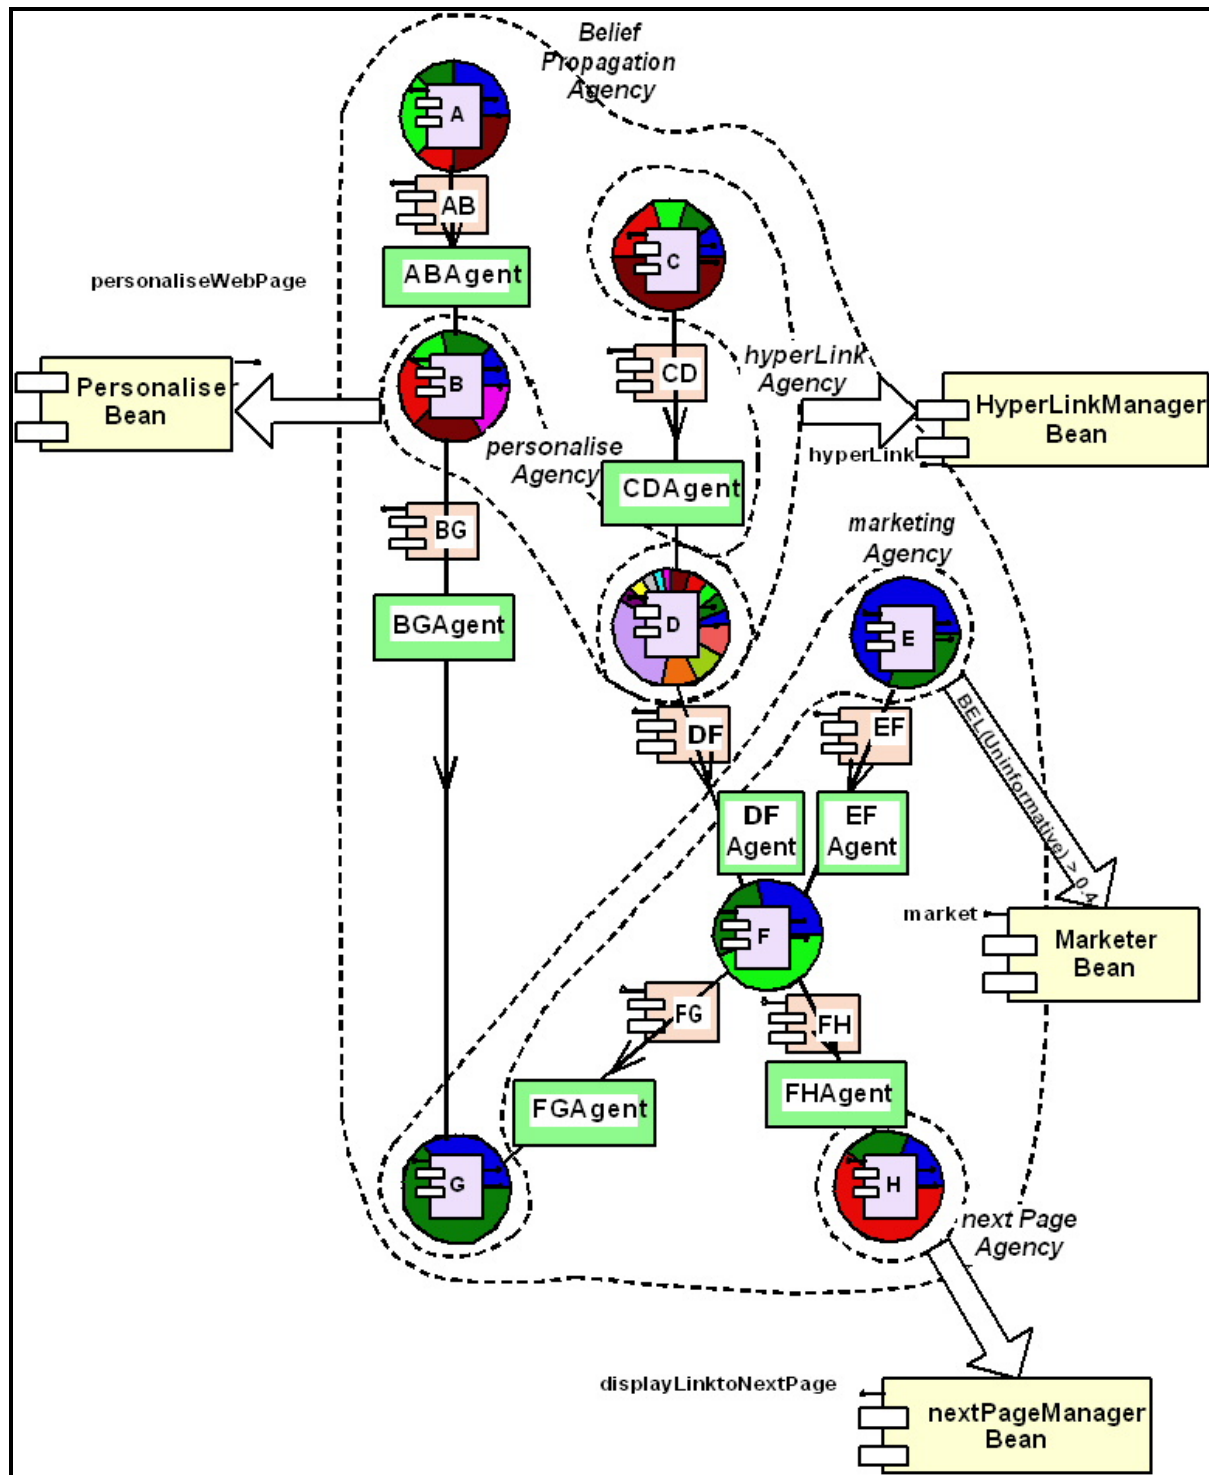 Belief
Propagation
Agency
A
AB
ABAgent
C
personaliseWebPage
Personalise
Bean
B
CD
hyperLink
Agency
HyperLinkManager
Bean
hyperLink
personalise
Agency
CDAgent
BG
marketing
Agency
BGAgent
D
E
DF
EF
BEL(Uninformative) > 0.4
DF
Agent
EF
Agent
F
market
Marketer
Bean
FG
FH
FGAgent
FHAgent
G
H
next Page
Agency
displayLinktoNextPage
nextPageManager
Bean